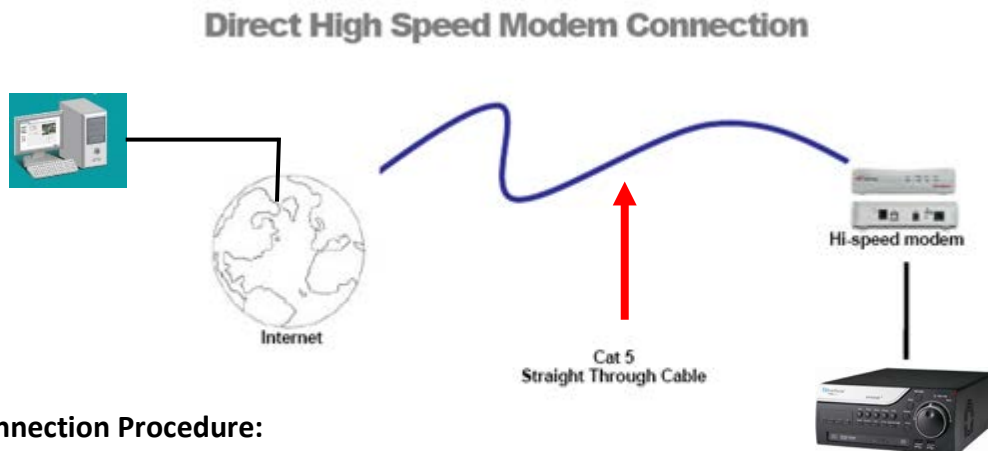 Direct High Speed Modem Connection
Hi-speed modem
Internet
Cat 5
Straight Through Cable
nnection Procedure: